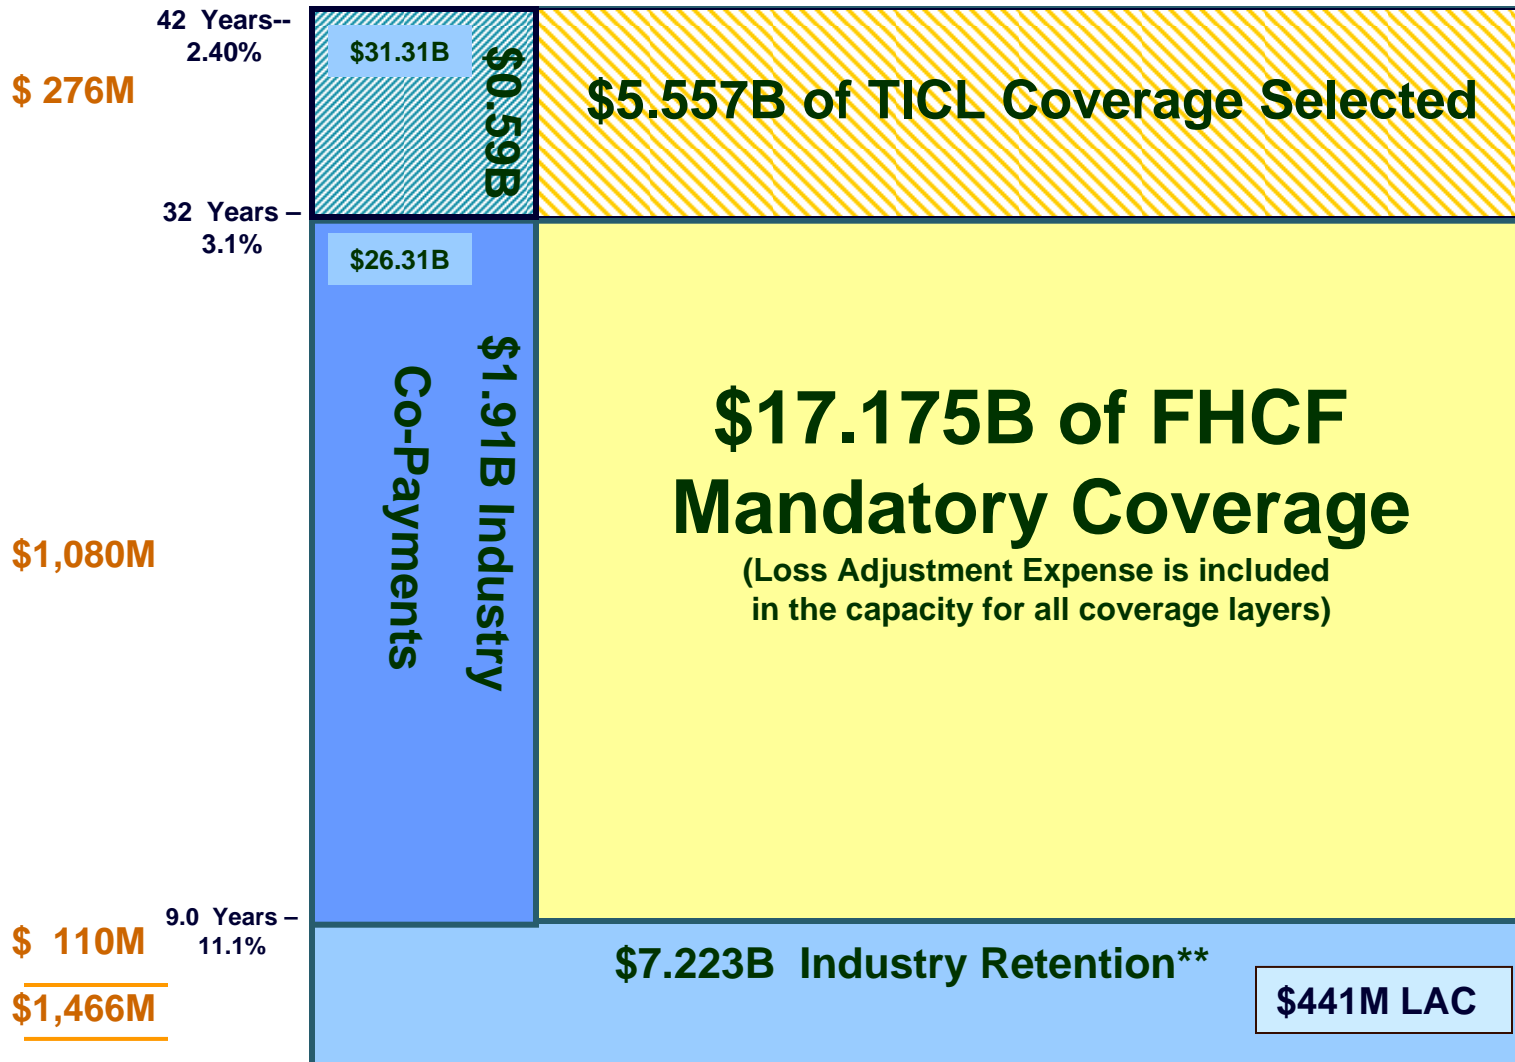 42 Years--
2.40%
$ 276M
$31.31B
$0.59B
$5.557B of TICL Coverage Selected
32 Years –
3.1%
$26.31B
$1.91B Industry
Co-Payments
$17.175B of FHCF
Mandatory Coverage
(Loss Adjustment Expense is included
in the capacity for all coverage layers)
$1,080M
9.0 Years –
11.1%
$ 110M
$7.223B Industry Retention**
$441M LAC
$1,466M